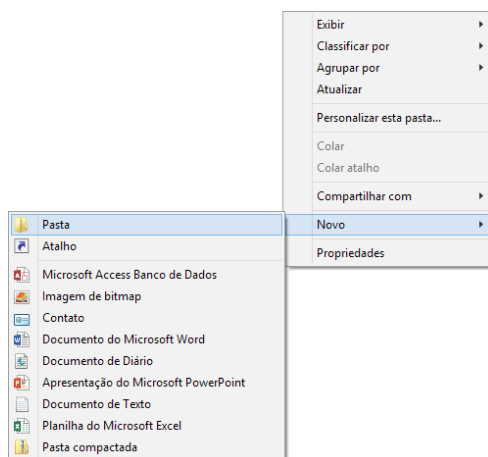 Exibir
Classificar por
Agrupar por
Atualizar
Personalizar esta pasta...
Colar
Colar atalho
Compartilhar com
Novo
Propriedades
Pasta
Atalho
Microsoft Access Banco de Dados
Imagem de bitmap
Contato
Documento do Microsoft Word
Documento de Diário
Apresentação do Microsoft PowerPoint
Documento de Texto
Planilha do Microsoft Excel
Pasta compactada